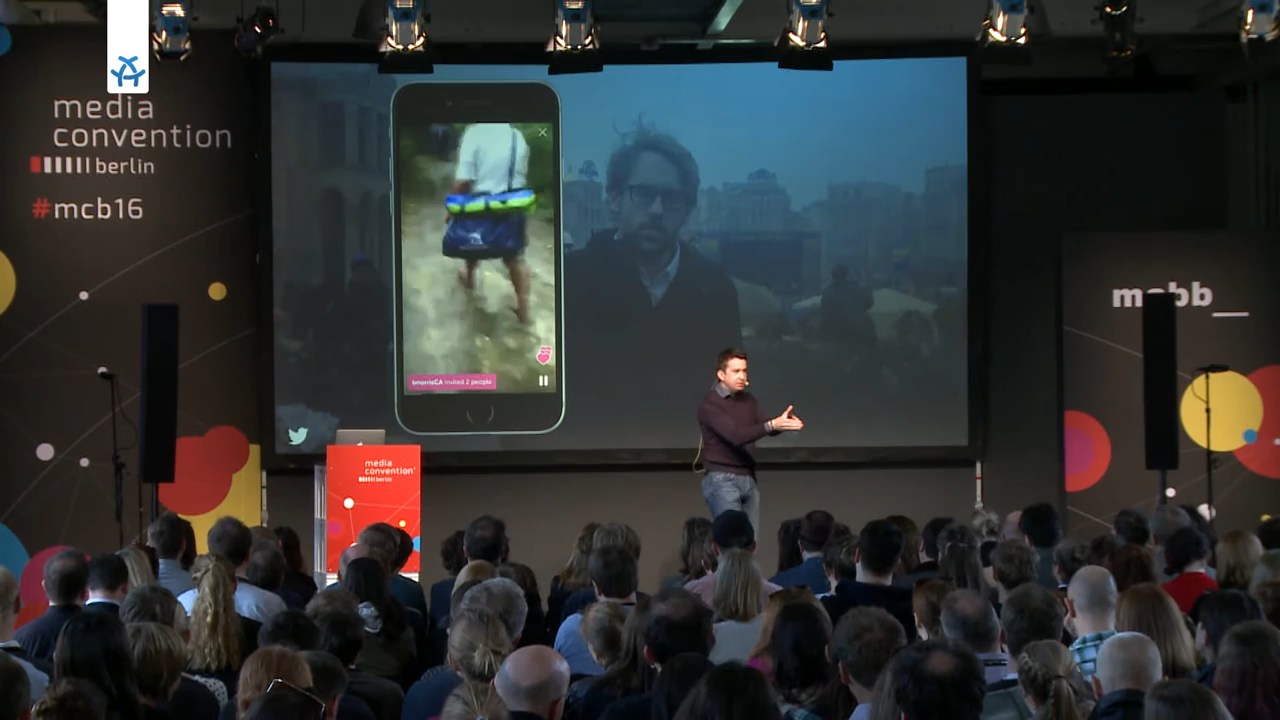 media
convention
berlin
#mcb16
bmorrisCA invited 2 people
media
convention
berlin
mabb_